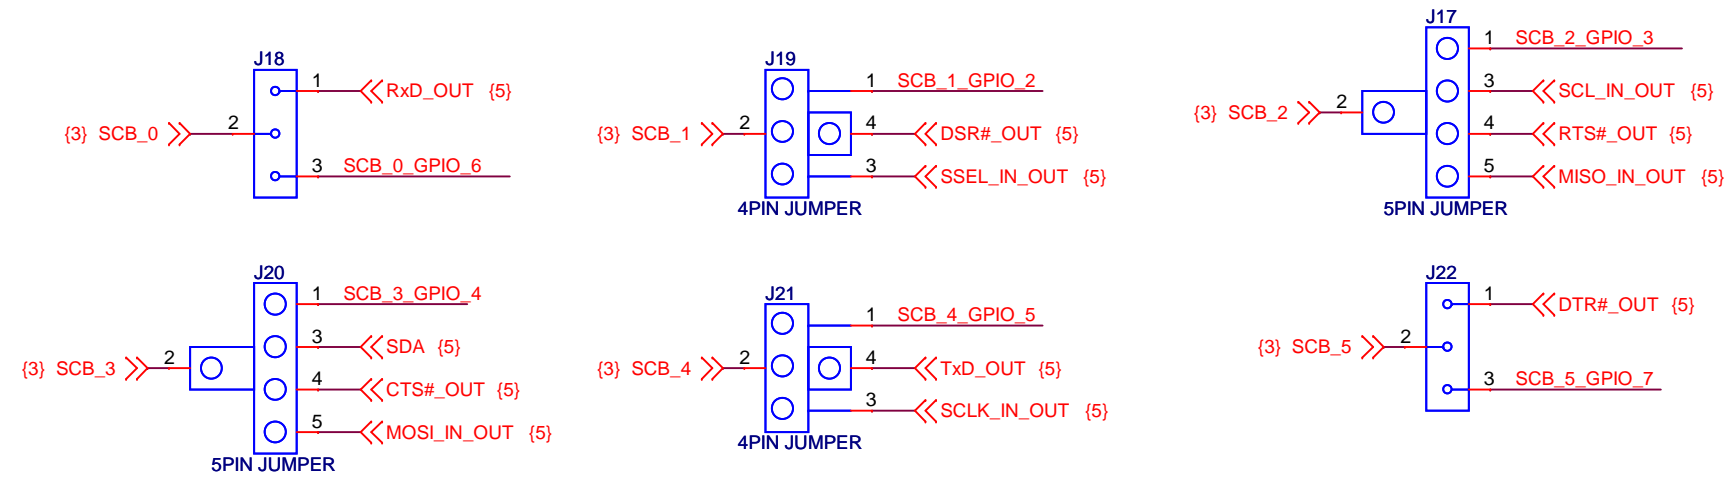 J18
1 RxD_OUT {5}
{3} SCB_0 2
3 SCB_0_GPIO_6
J19
1 SCB_1_GPIO_2
{3} SCB_1 2 4 DSR#_OUT {5}
3 SSEL_IN_OUT {5}
4PIN JUMPER
J17
1 SCB_2_GPIO_3
3 SCL_IN_OUT {5}
{3} SCB_2 2
4 RTS#_OUT {5}
5 MISO_IN_OUT {5}
5PIN JUMPER
J20
1 SCB_3_GPIO_4
3 SDA {5}
{3} SCB_3 2
4 CTS#_OUT {5}
5 MOSI_IN_OUT {5}
5PIN JUMPER
J21
1 SCB_4_GPIO_5
{3} SCB_4 2 4 TxD_OUT {5}
3 SCLK_IN_OUT {5}
4PIN JUMPER
J22
1 DTR#_OUT {5}
{3} SCB_5 2
3 SCB_5_GPIO_7